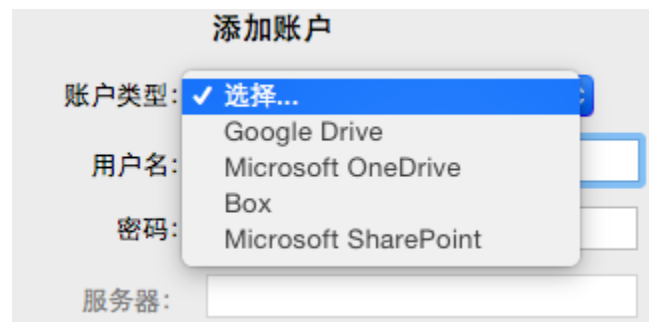 添加账户
账户类型: ✓ 选择...
Google Drive
用户名:
Microsoft OneDrive
Box
密码:
Microsoft SharePoint
服务器: